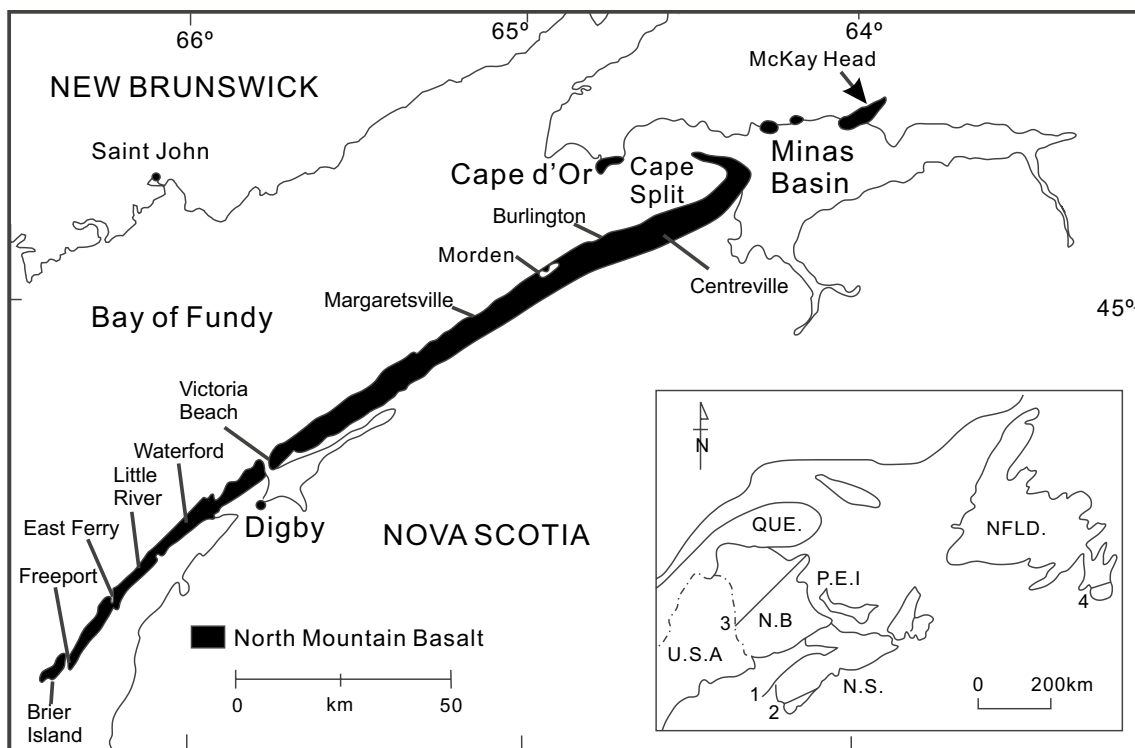 66º
65º
64º
McKay Head
NEW BRUNSWICK
Saint John
Cape d'Or
Cape
Split
Minas
Basin
Burlington
Morden
Centreville
Margaretsville
45º
Bay of Fundy
Victoria
Beach
Waterford
Little
River
East Ferry
Digby
NOVA SCOTIA
Freeport
North Mountain Basalt
0
50
km
Brier
Island
N
QUE.
NFLD.
P.E.I
4
3
N.B
U.S.A
N.S.
1
2
0
200km